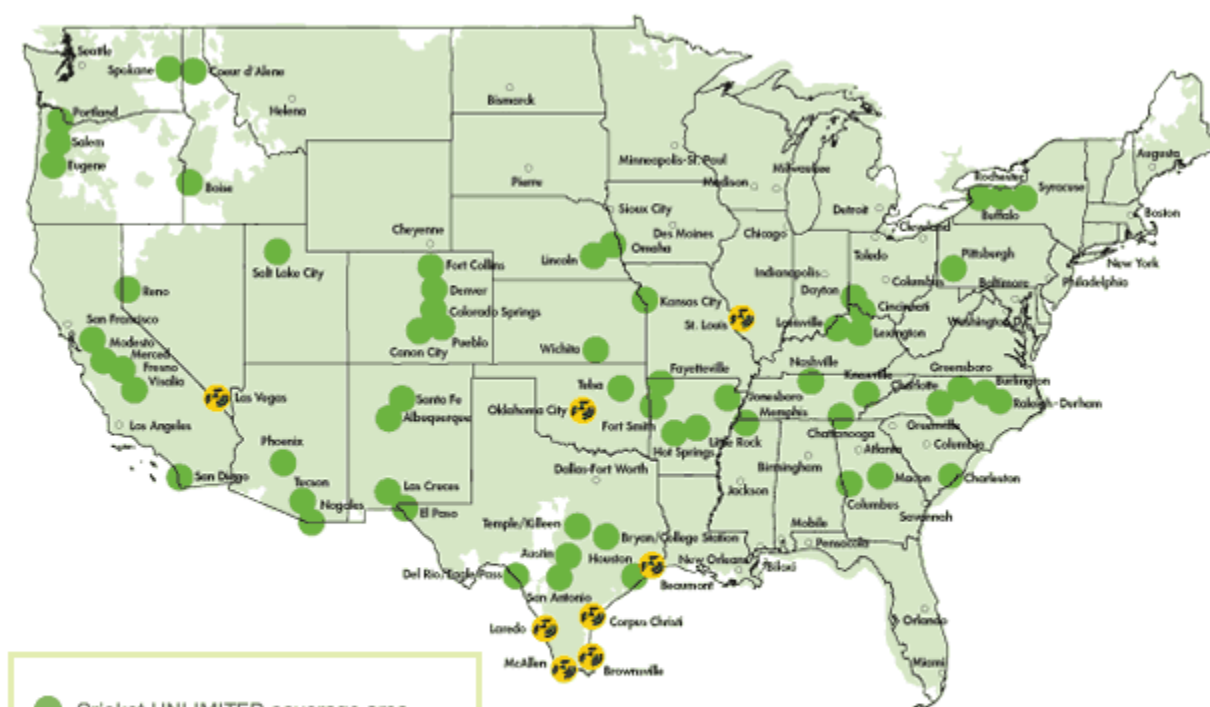 Seattle
Spokane
Coeur d'Alene
Helena
Bismarck
Portland
Salem
Eugene
Boise
Minneapolis-St. Paul
Pierre
Madison
Milwaukee
Augusta
Rochester
Syracuse
Buffalo
Boston
Sioux City
Detroit
Cheyenne
Des Moines
Chicago
Cleveland
Omaha
Lincoln
Toledo
Pittsburgh
New York
Salt Lake City
Fort Collins
Indianapolis
Columbus
Baltimore
Philadelphia
Reno
Denver
Dayton
Kansas City
Cincinnati
Colorado Springs
San Francisco
St. Louis
Louisville
Lexington
Washington D.C.
Modesto
Merced
Fresno
Visalia
Canon City
Pueblo
Wichita
Nashville
Fayetteville
Knoxville
Greensboro
Burlington
Charlotte
Raleigh-Durham
Las Vegas
Santa Fe
Albuquerque
Tulsa
Oklahoma City
Jonesboro
Memphis
Fort Smith
Little Rock
Hot Springs
Chattanooga
Greenville
Columbia
Los Angeles
Phoenix
Atlanta
Birmingham
Dallas-Fort Worth
San Diego
Tucson
Nogales
Las Cruces
El Paso
Jackson
Macon
Charleston
Columbus
Savannah
Temple/Killeen
Bryan/College Station
Mobile
Pensacola
Austin
Houston
New Orleans
Biloxi
Del Rio/Eagle Pass
Beaumont
San Antonio
Laredo
Corpus Christi
Orlando
McAllen
Brownsville
Miami
Cricket UNLIMITED coverage area